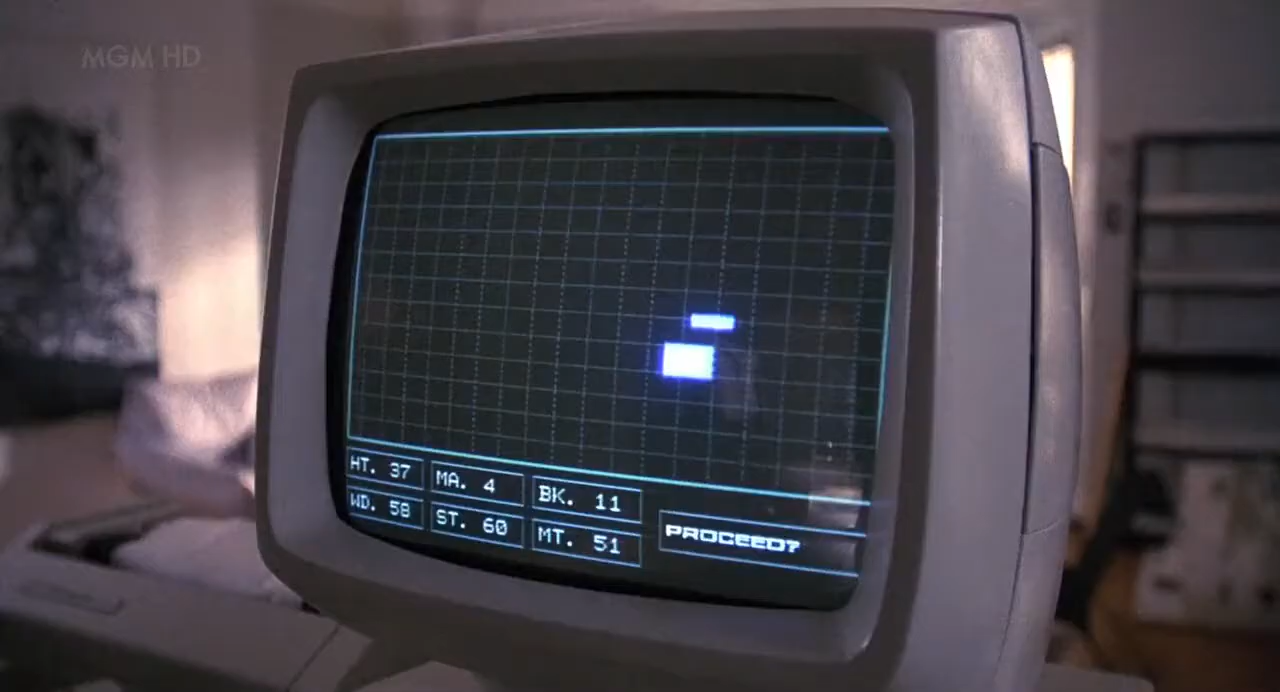 MGM HD
HT. 37
MA. 4
BK. 11
WD. 58
ST. 60
MT. 51
PROCEED?